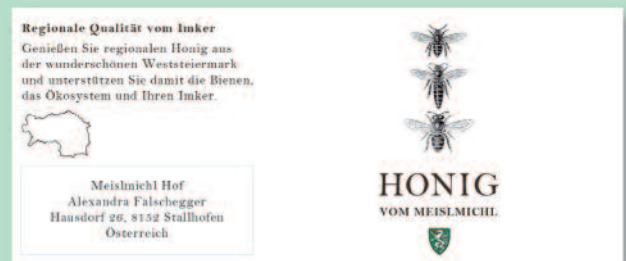 Regionale Qualität vom Imker
Genießen Sie regionalen Honig aus
der wunderschönen Weststeiermark
und unterstützen Sie damit die Bienen,
das Ökosystem und Ihren Imker.
Meislmichl Hof
Alexandra Falschegger
Hausdorf 26, 8152 Stallhofen
Österreich
HONIG
VOM MEISLMICHL